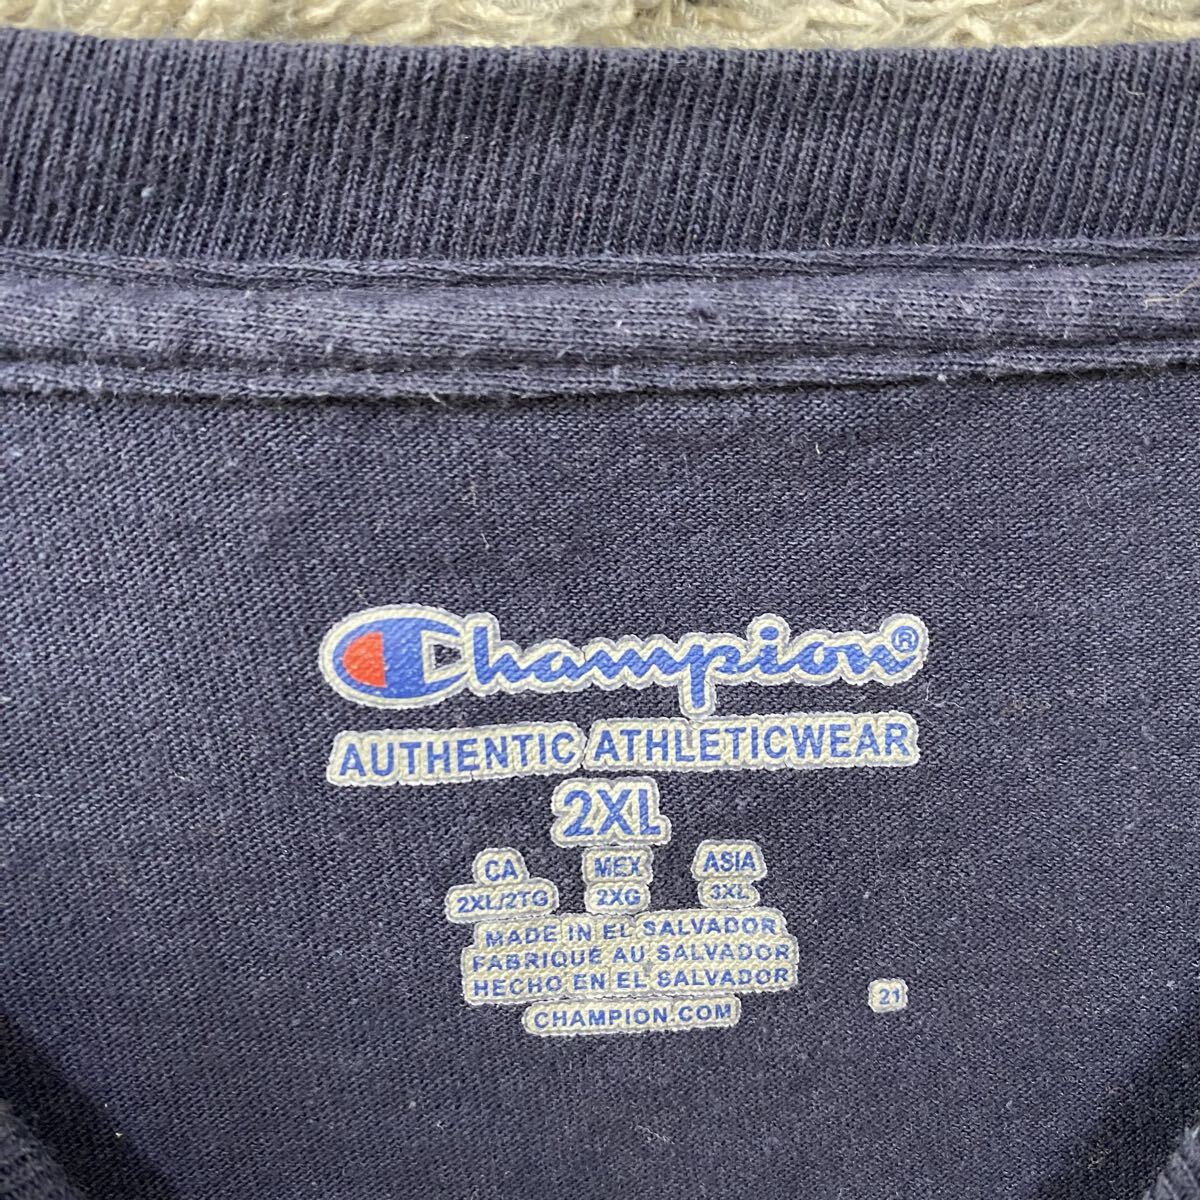 Champion®
AUTHENTIC ATHLETICWEAR
2XL
CA MEX ASIA
2XL/2TG 2XG 3XL
MADE IN EL SALVADOR
FABRIQUÉ AU SALVADOR
HECHO EN EL SALVADOR
CHAMPION.COM
21